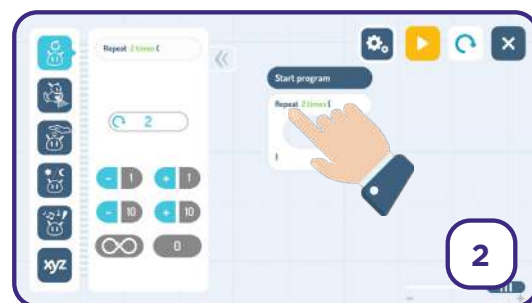 Repeat 2 times {
2
- 1 + 1
- 10 + 10
∞ 0
xyz
Start program
Repeat 2 times {
}
2